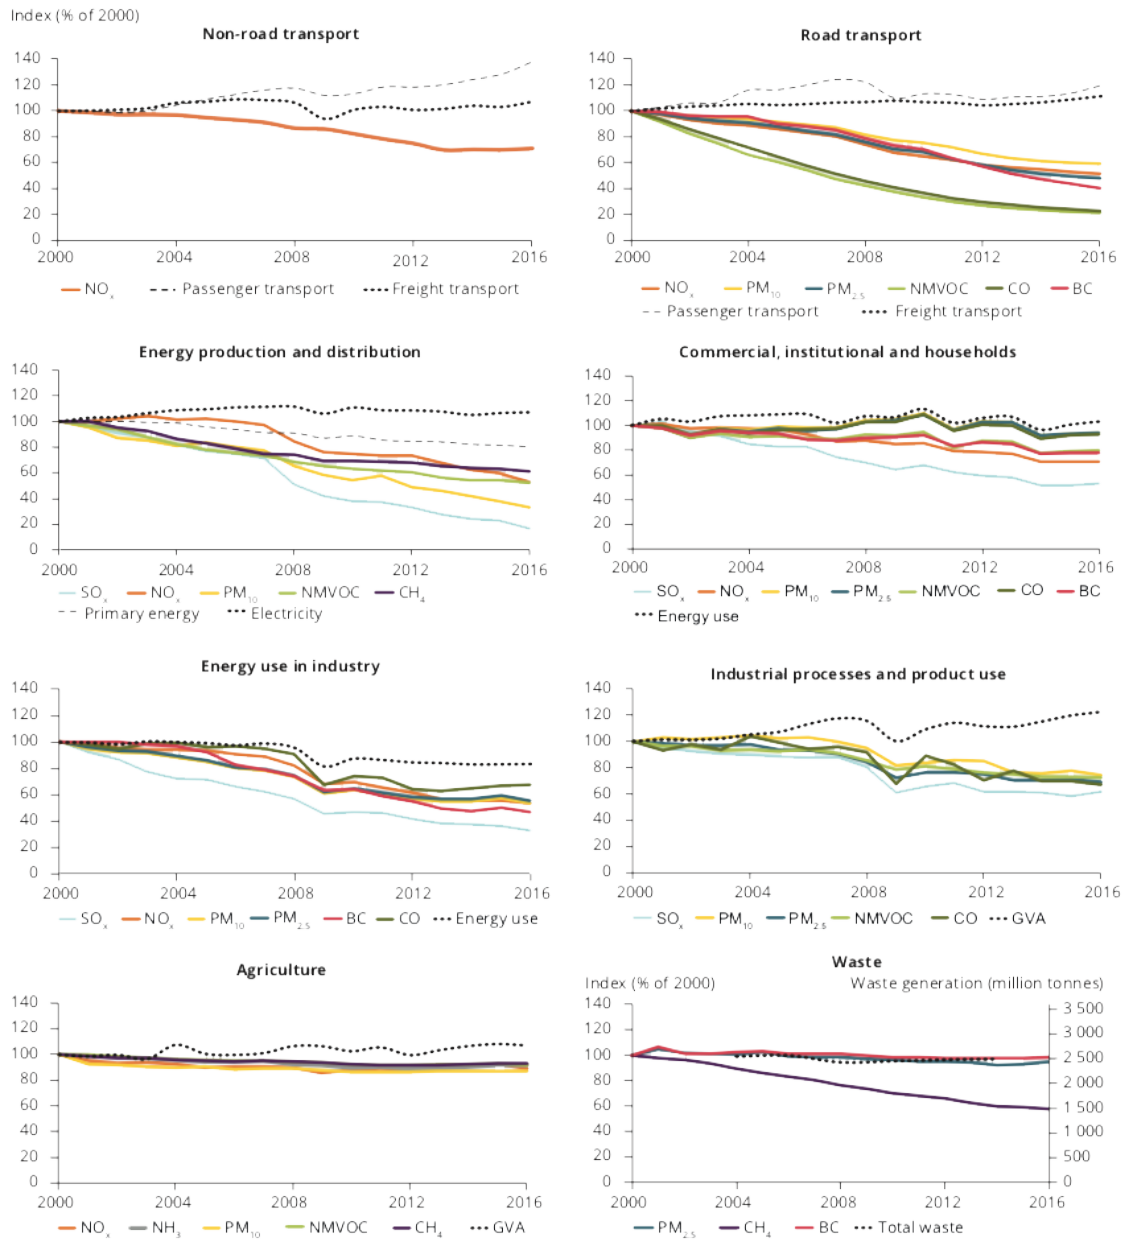 Index (% of 2000)
Non-road transport
140
120
100
80
60
40
20
0
2000 2004 2008 2012 2016
NOx Passenger transport Freight transport
Road transport
140
120
100
80
60
40
20
0
2000 2004 2008 2012 2016
NOx PM10 PM2.5 NMVOC CO BC
Passenger transport Freight transport
Energy production and distribution
140
120
100
80
60
40
20
0
2000 2004 2008 2012 2016
SOx NOx PM10 NMVOC CH4
Primary energy Electricity
Commercial, institutional and households
140
120
100
80
60
40
20
0
2000 2004 2008 2012 2016
SOx NOx PM10 PM2.5 NMVOC CO BC
Energy use
Energy use in industry
140
120
100
80
60
40
20
0
2000 2004 2008 2012 2016
SOx NOx PM10 PM2.5 BC CO Energy use
Industrial processes and product use
140
120
100
80
60
40
20
0
2000 2004 2008 2012 2016
SOx PM10 PM2.5 NMVOC CO GVA
Agriculture
140
120
100
80
60
40
20
0
2000 2004 2008 2012 2016
NOx NH3 PM10 NMVOC CH4 GVA
Waste
Index (% of 2000) Waste generation (million tonnes)
140 3 500
120 3 000
100 2 500
80 2 000
60 1 500
40 1 000
20 500
0 0
2000 2004 2008 2012 2016
PM2.5 CH4 BC Total waste